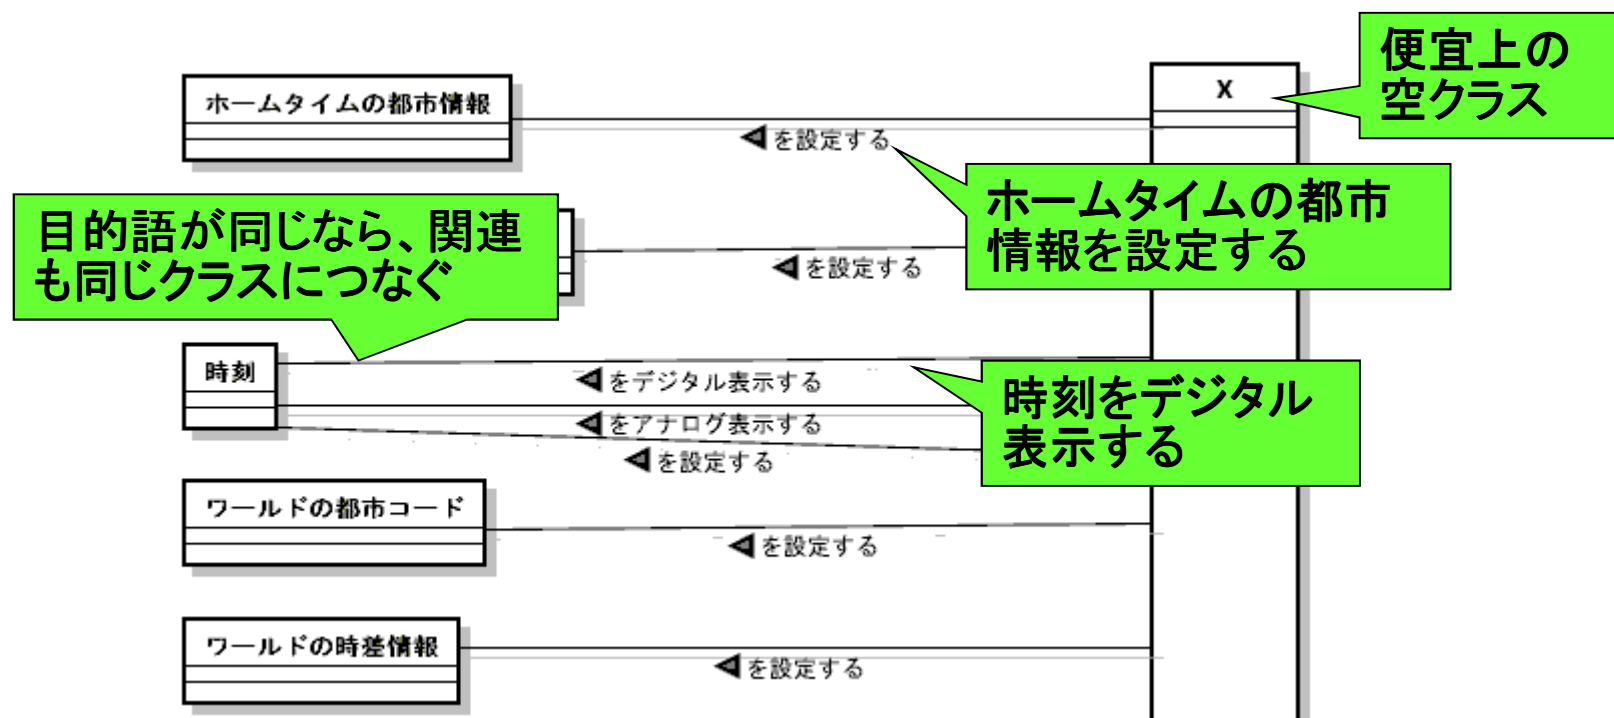 便宜上の
空クラス
X
ホームタイムの都市情報
を設定する
ホームタイムの都市
情報を設定する
目的語が同じなら、関連
も同じクラスにつなぐ
を設定する
時刻
をデジタル表示する
をアナログ表示する
を設定する
時刻をデジタル
表示する
ワールドの都市コード
を設定する
ワールドの時差情報
を設定する